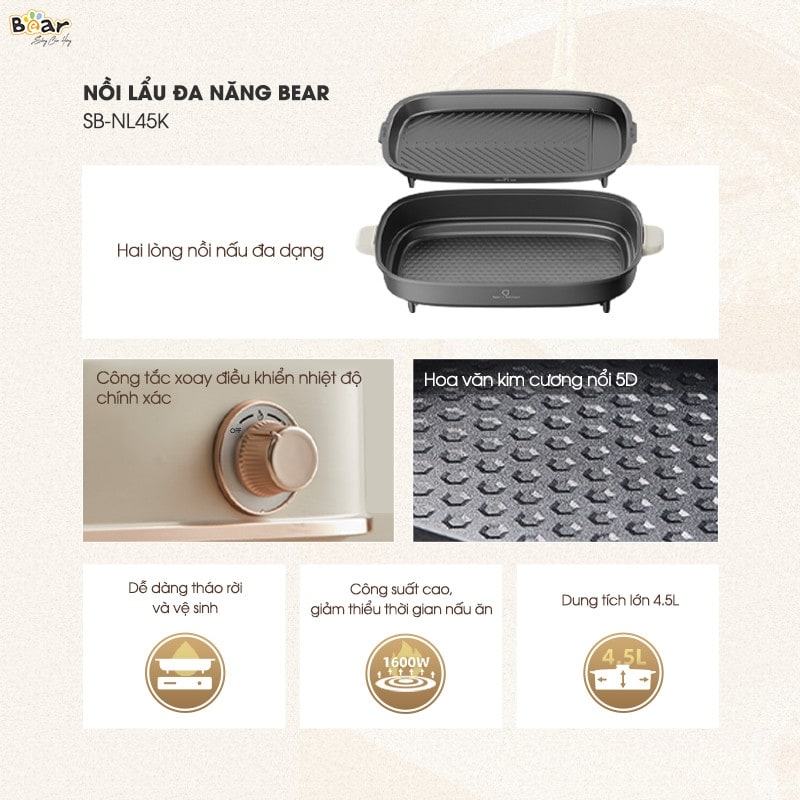 Bear
NỒI LẨU ĐA NĂNG BEAR
SB-NL45K
Hai lòng nồi nấu đa dạng
Công tắc xoay điều khiển nhiệt độ
chính xác
OFF
Hoa văn kim cương nổi 5D
Dễ dàng tháo rời
và vệ sinh
Công suất cao,
giảm thiểu thời gian nấu ăn
Dung tích lớn 4.5L
1600W
4.5L